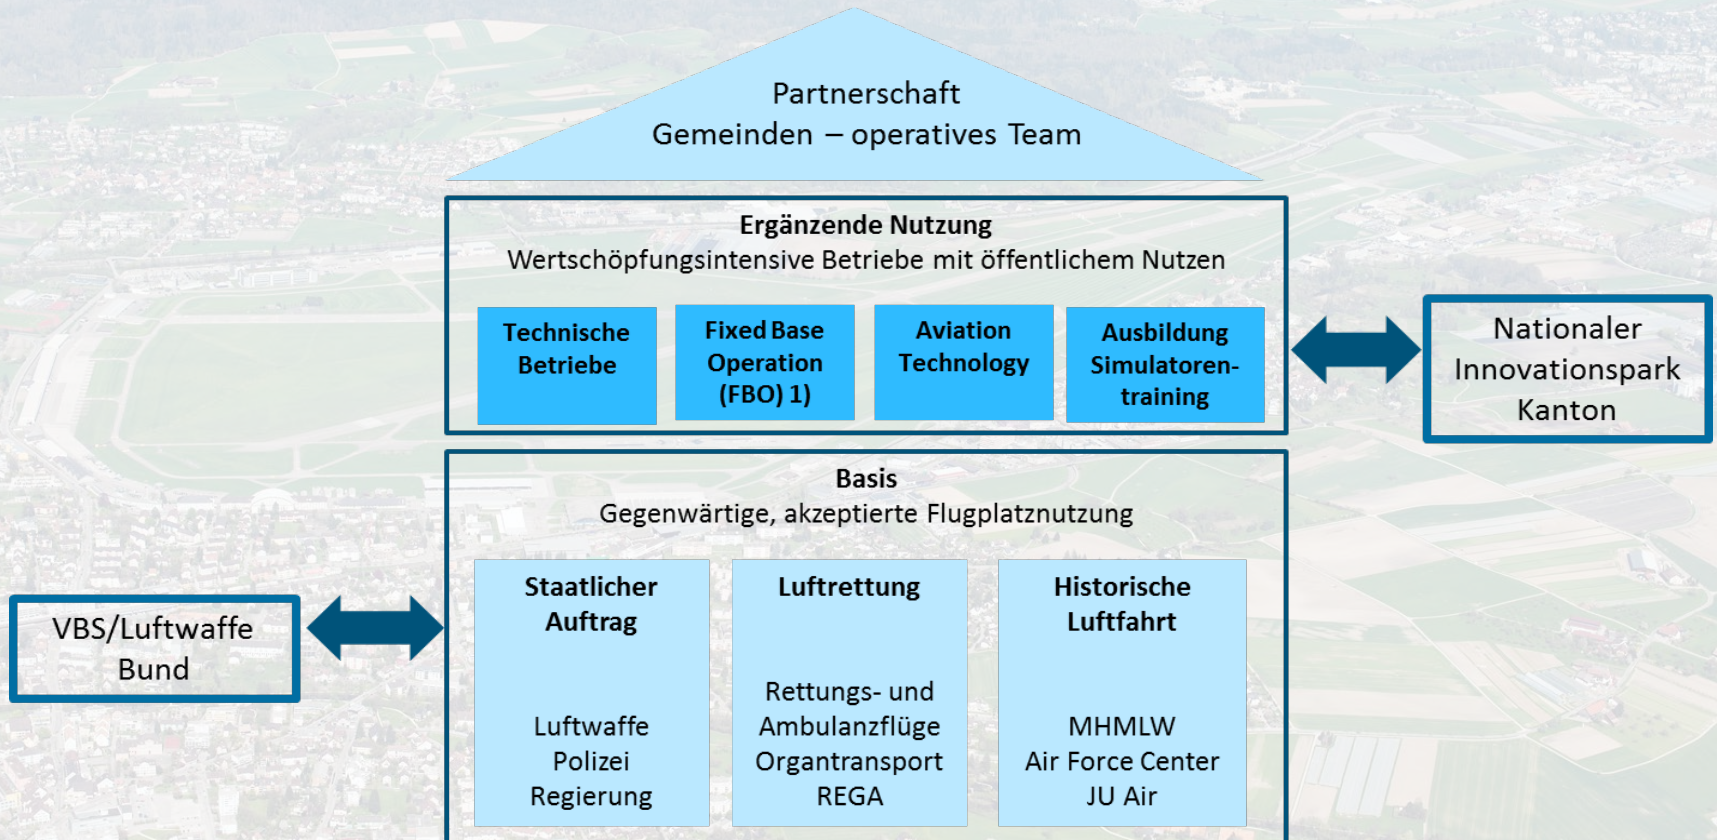 Partnerschaft
Gemeinden – operatives Team
Ergänzende Nutzung
Wertschöpfungsintensive Betriebe mit öffentlichem Nutzen
Technische
Betriebe
Fixed Base
Operation
(FBO) 1)
Aviation
Technology
Ausbildung
Simulatoren-
training
Nationaler
Innovationspark
Kanton
Basis
Gegenwärtige, akzeptierte Flugplatznutzung
VBS/Luftwaffe
Bund
Staatlicher
Auftrag
Luftwaffe
Polizei
Regierung
Luftrettung
Rettungs- und
Ambulanzflüge
Organtransport
REGA
Historische
Luftfahrt
MHMLW
Air Force Center
JU Air